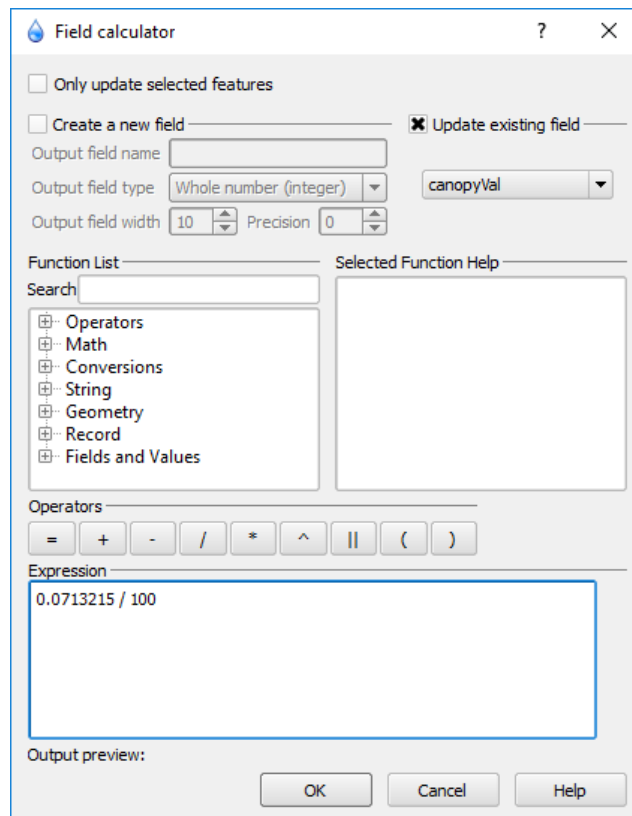 Field calculator ?
Only update selected features
Create a new field
Update existing field
Output field name
Output field type Whole number (integer)
canopyVal
Output field width 10 Precision 0
Function List
Selected Function Help
Search
Operators
Math
Conversions
String
Geometry
Record
Fields and Values
Operators
= + - / * ^ || ( )
Expression
0.0713215 / 100
Output preview:
OK Cancel Help